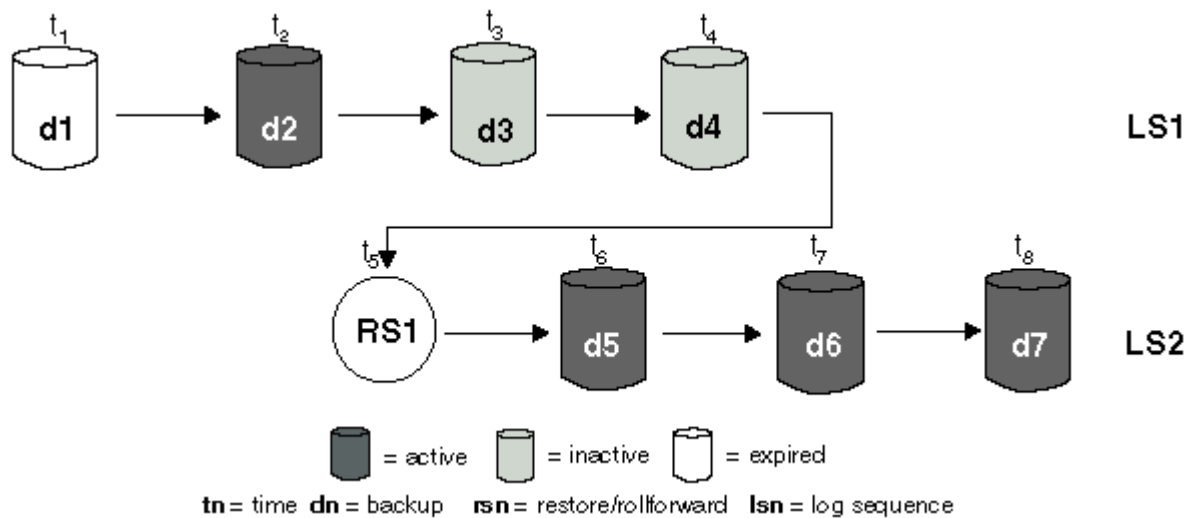 t1 t2 t3 t4
d1 d2 d3 d4 LS1
t5 t6 t7 t8
RS1 d5 d6 d7 LS2
= active = inactive = expired
tn = time dn = backup rsn = restore/rollforward lsn = log sequence